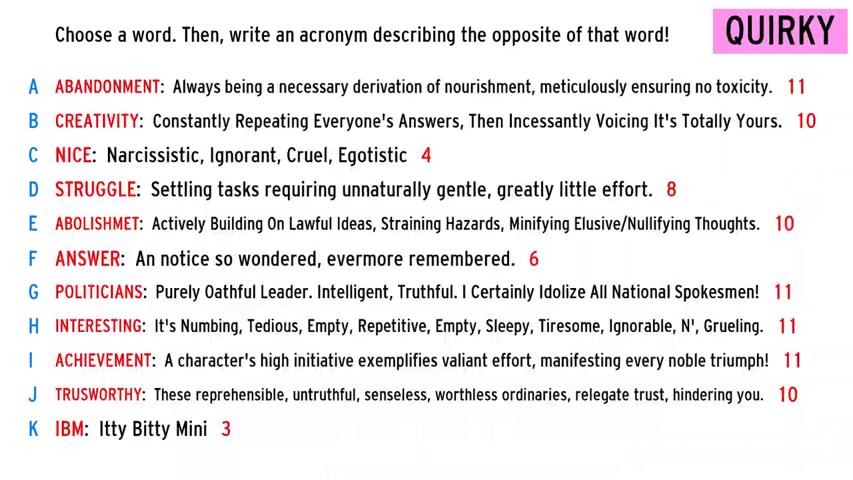 Choose a word. Then, write an acronym describing the opposite of that word!
QUIRKY
A ABANDONMENT: Always being a necessary derivation of nourishment, meticulously ensuring no toxicity. 11
B CREATIVITY: Constantly Repeating Everyone's Answers, Then Incessantly Voicing It's Totally Yours. 10
C NICE: Narcissistic, Ignorant, Cruel, Egotistic 4
D STRUGGLE: Settling tasks requiring unnaturally gentle, greatly little effort. 8
E ABOLISHMET: Actively Building On Lawful Ideas, Straining Hazards, Minifying Elusive/Nullifying Thoughts. 10
F ANSWER: An notice so wondered, evermore remembered. 6
G POLITICIANS: Purely Oathful Leader. Intelligent, Truthful. I Certainly Idolize All National Spokesmen! 11
H INTERESTING: It's Numbing, Tedious, Empty, Repetitive, Empty, Sleepy, Tiresome, Ignorable, N', Grueling. 11
I ACHIEVEMENT: A character's high initiative exemplifies valiant effort, manifesting every noble triumph! 11
J TRUSWORTHY: These reprehensible, untruthful, senseless, worthless ordinaries, relegate trust, hindering you. 10
K IBM: Itty Bitty Mini 3